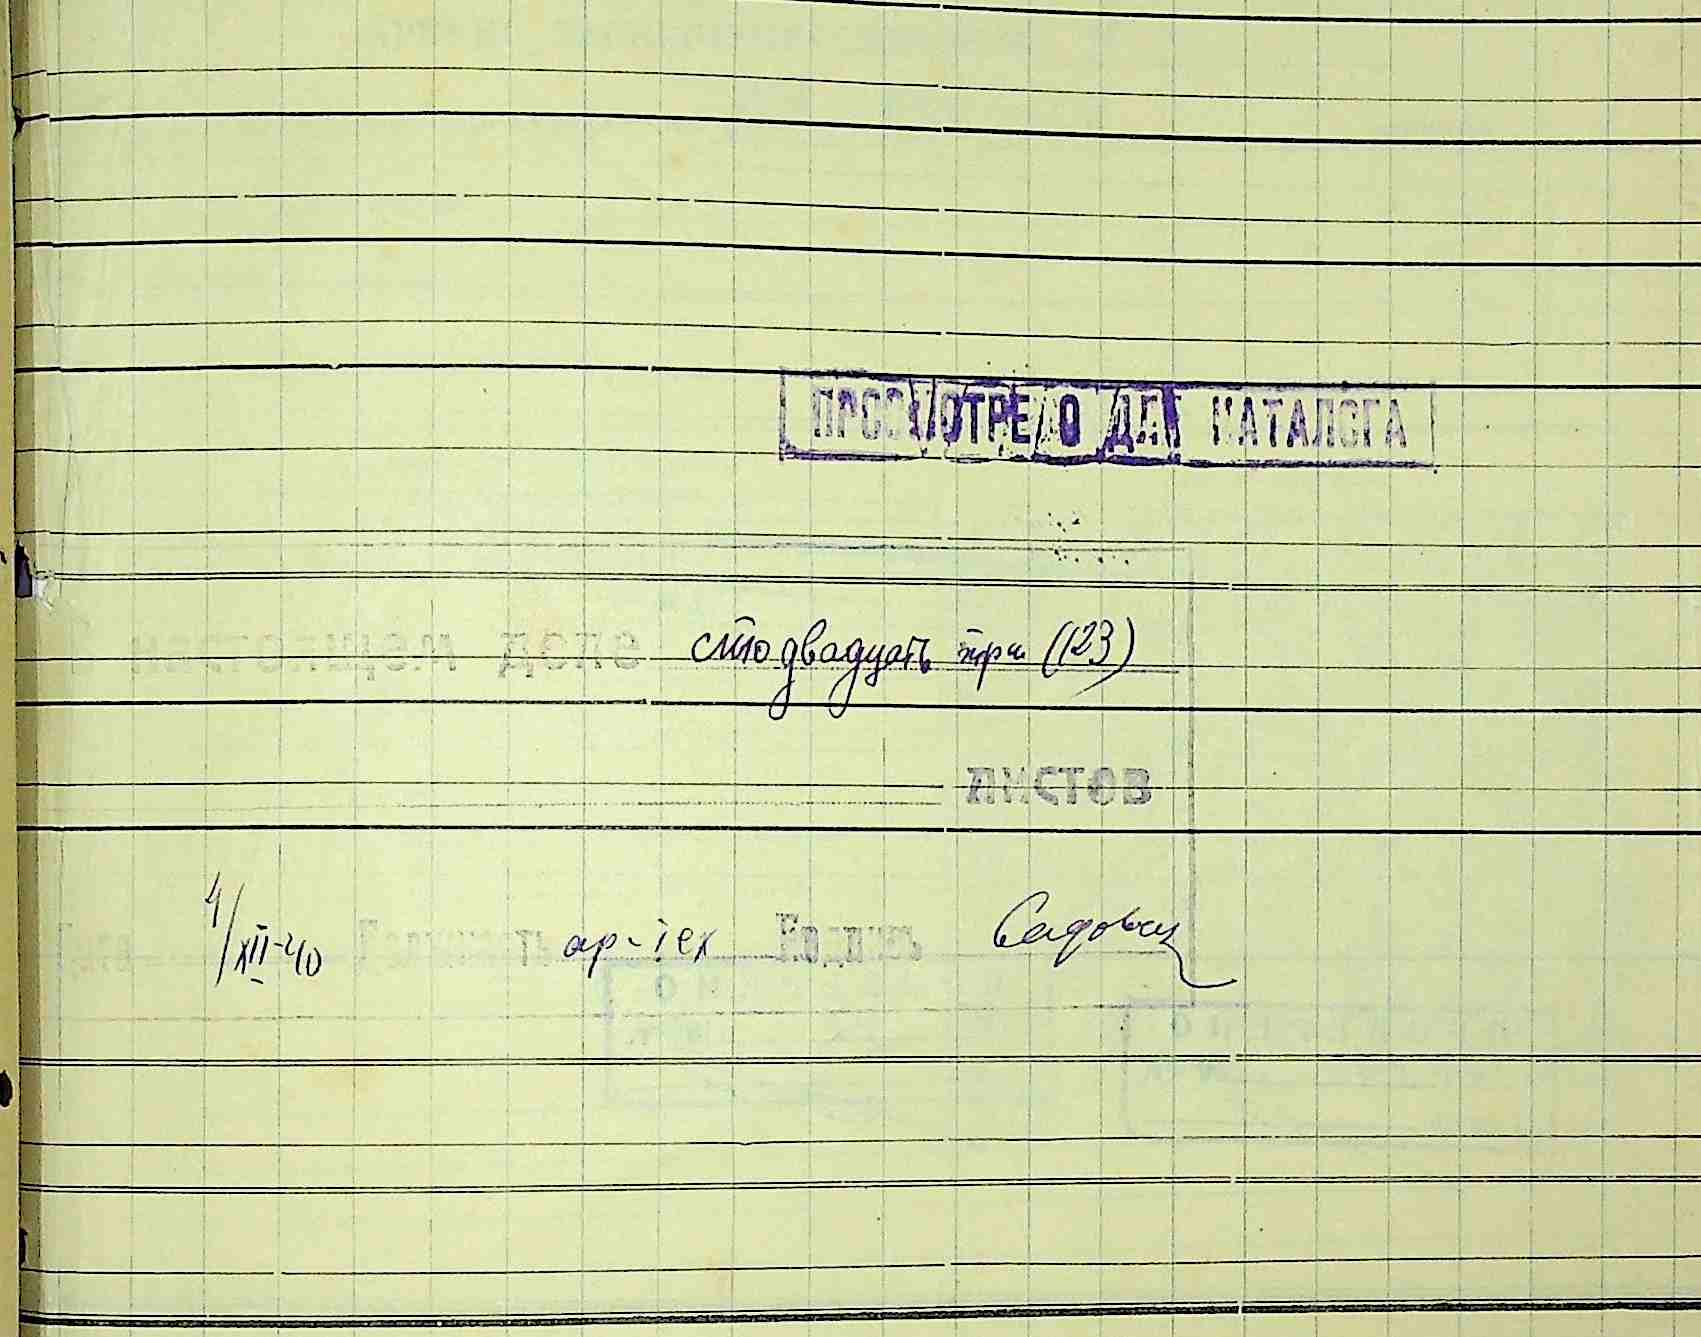 ПРОСМОТРЕНО ДЛЯ КАТАЛОГА
настоящем деле сто двадцать три (123)
листов
4/XII-40 Должность ар-тех Подпись